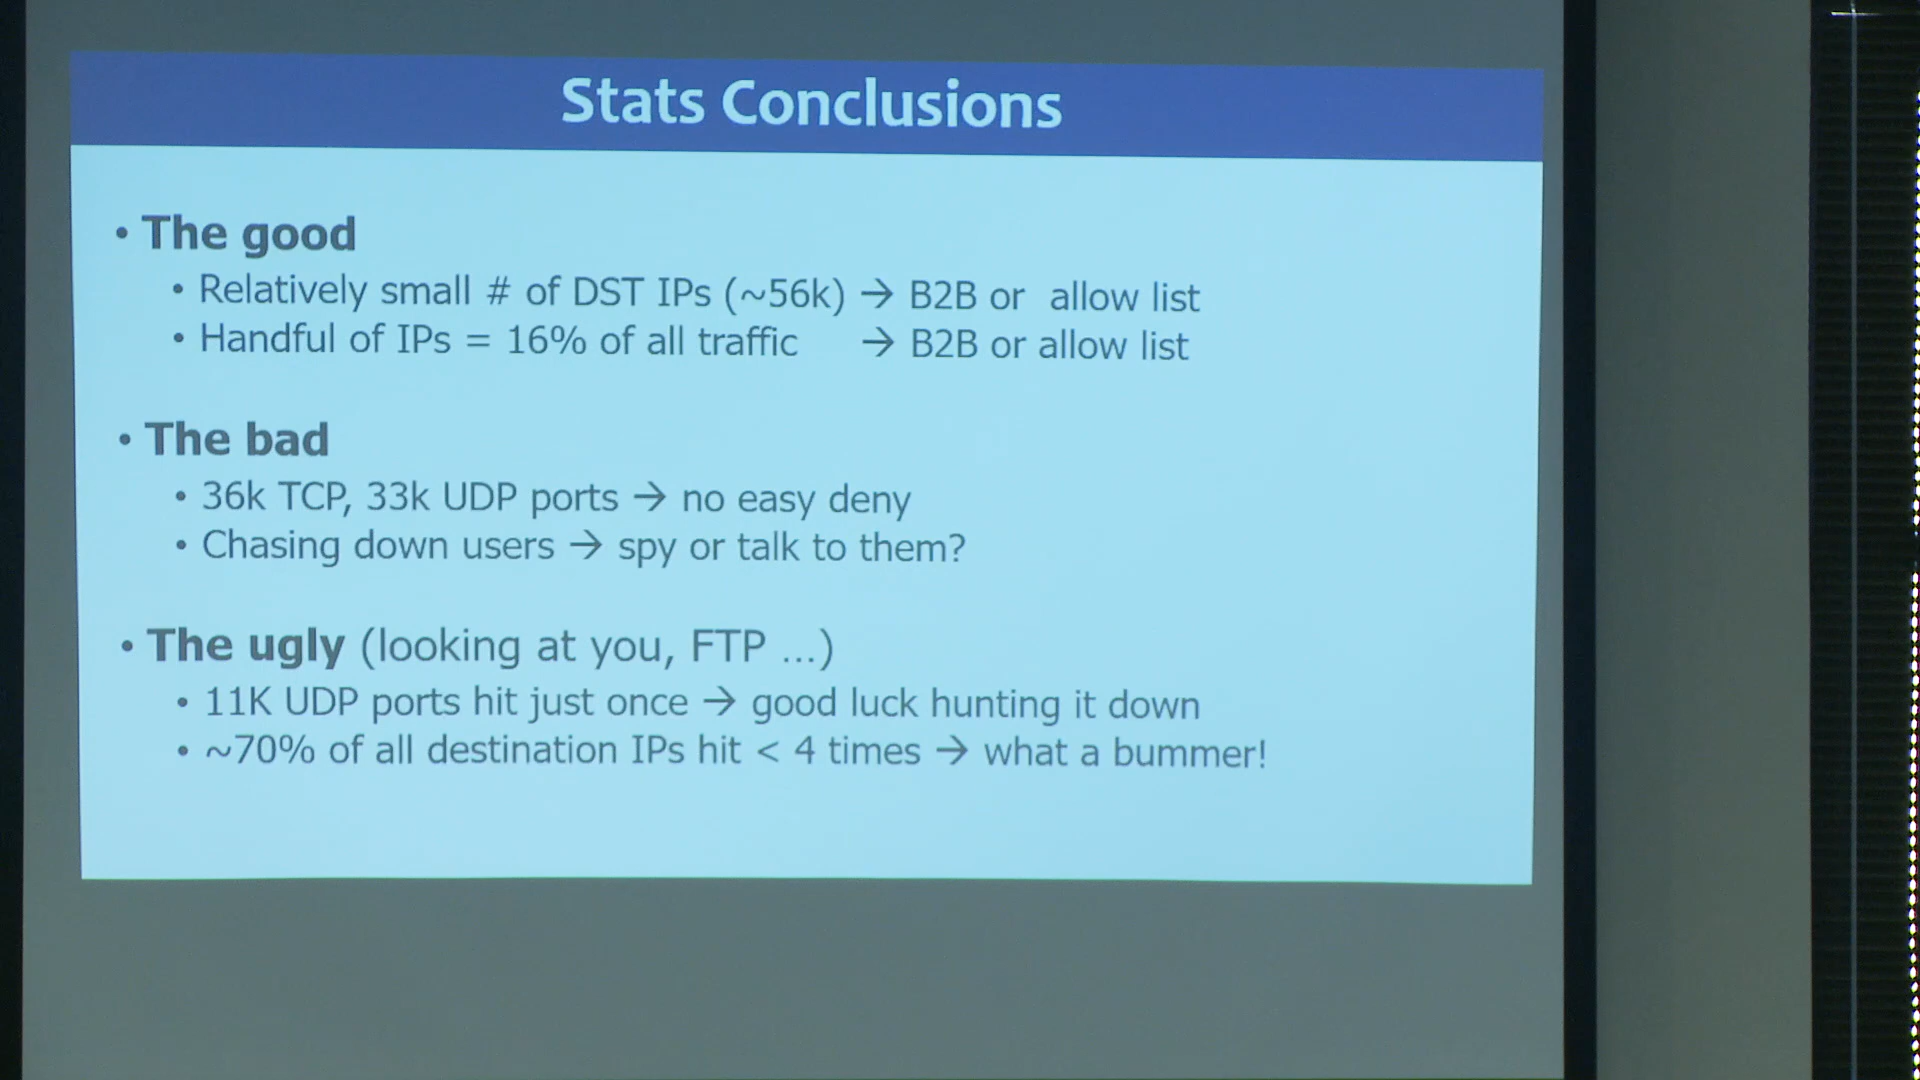 Stats Conclusions
• The good
• Relatively small # of DST IPs (~56k) → B2B or allow list
• Handful of IPs = 16% of all traffic → B2B or allow list
• The bad
• 36k TCP, 33k UDP ports → no easy deny
• Chasing down users → spy or talk to them?
• The ugly (looking at you, FTP ...)
• 11K UDP ports hit just once → good luck hunting it down
• ~70% of all destination IPs hit < 4 times → what a bummer!